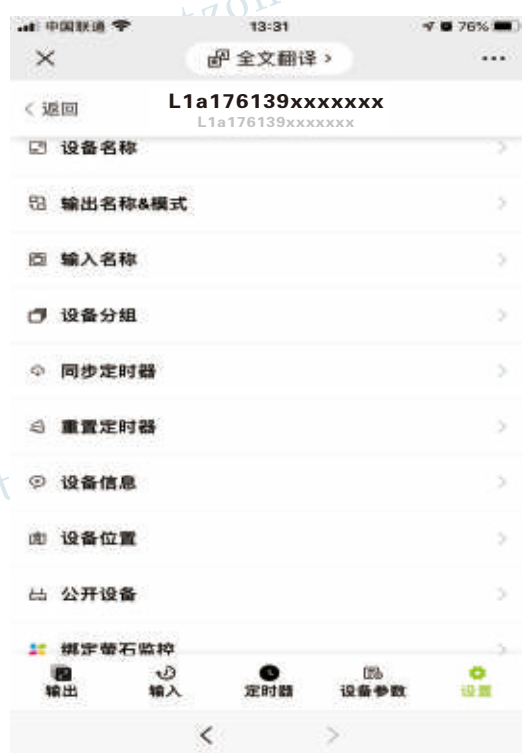 中国联通 13:31 76%
全文翻译
返回 L1a176139xxxxxxx
L1a176139xxxxxxx
设备名称
输出名称&模式
输入名称
设备分组
同步定时器
重置定时器
设备信息
设备位置
公开设备
绑定萤石监控
输出 输入 定时器 设备参数 设置